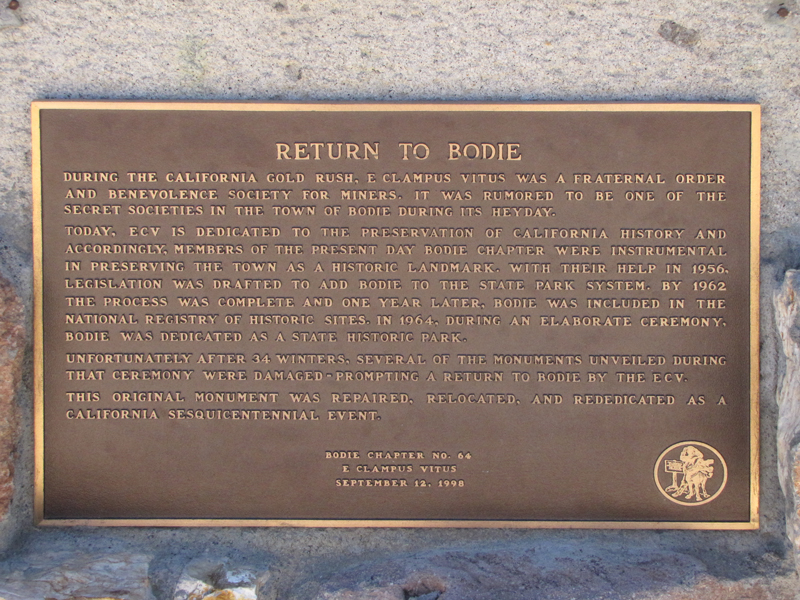 RETURN TO BODIE
DURING THE CALIFORNIA GOLD RUSH, E CLAMPUS VITUS WAS A FRATERNAL ORDER
AND BENEVOLENCE SOCIETY FOR MINERS. IT WAS RUMORED TO BE ONE OF THE
SECRET SOCIETIES IN THE TOWN OF BODIE DURING ITS HEYDAY.
TODAY, ECV IS DEDICATED TO THE PRESERVATION OF CALIFORNIA HISTORY AND
ACCORDINGLY, MEMBERS OF THE PRESENT DAY BODIE CHAPTER WERE INSTRUMENTAL
IN PRESERVING THE TOWN AS A HISTORIC LANDMARK. WITH THEIR HELP IN 1956,
LEGISLATION WAS DRAFTED TO ADD BODIE TO THE STATE PARK SYSTEM. BY 1962
THE PROCESS WAS COMPLETE AND ONE YEAR LATER, BODIE WAS INCLUDED IN THE
NATIONAL REGISTRY OF HISTORIC SITES. IN 1964, DURING AN ELABORATE CEREMONY,
BODIE WAS DEDICATED AS A STATE HISTORIC PARK.
UNFORTUNATELY AFTER 34 WINTERS, SEVERAL OF THE MONUMENTS UNVEILED DURING
THAT CEREMONY WERE DAMAGED-PROMPTING A RETURN TO BODIE BY THE ECV.
THIS ORIGINAL MONUMENT WAS REPAIRED, RELOCATED, AND REDEDICATED AS A
CALIFORNIA SESQUICENTENNIAL EVENT.
BODIE CHAPTER NO. 64
E CLAMPUS VITUS
SEPTEMBER 12, 1998